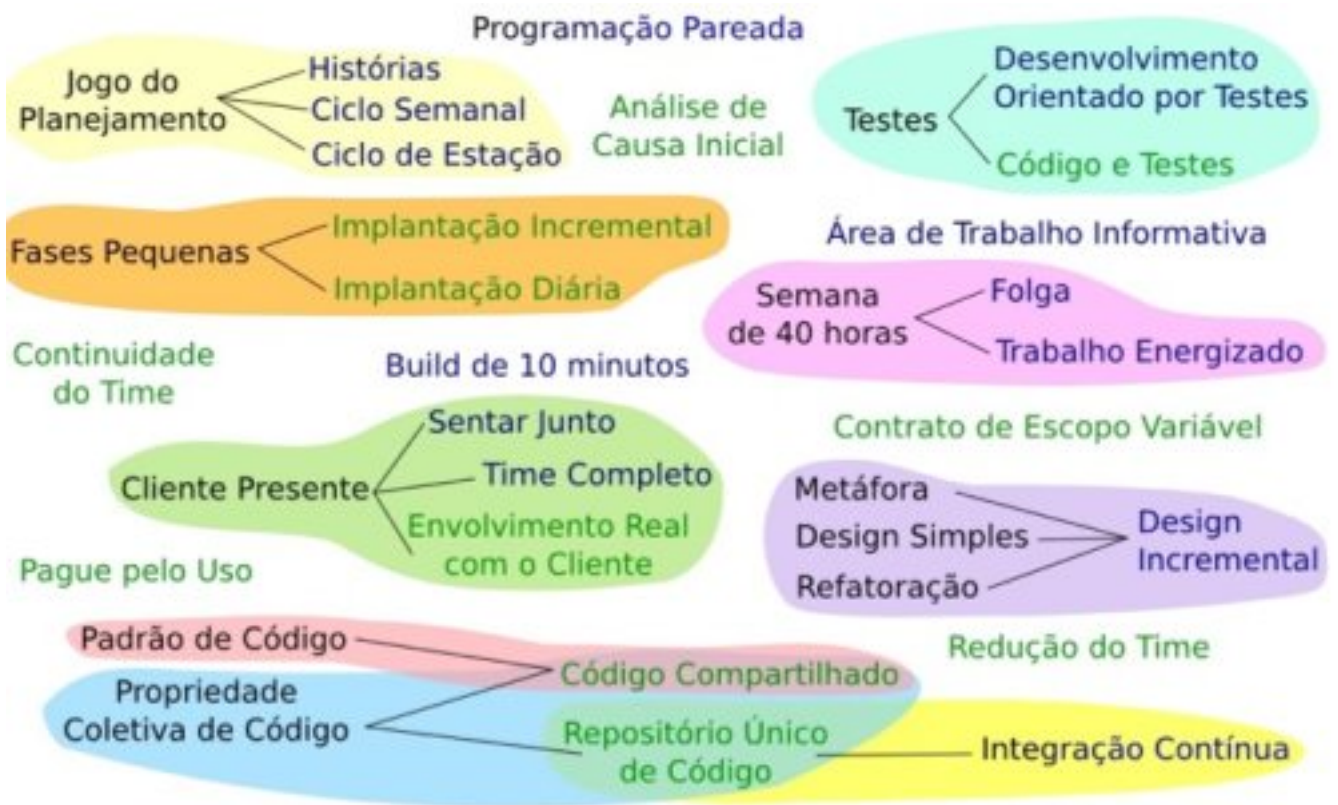 Programação Pareada
Jogo do
Planejamento
Histórias
Ciclo Semanal
Ciclo de Estação
Análise de
Causa Inicial
Testes
Desenvolvimento
Orientado por Testes
Código e Testes
Fases Pequenas
Implantação Incremental
Implantação Diária
Área de Trabalho Informativa
Semana
de 40 horas
Folga
Trabalho Energizado
Continuidade
do Time
Build de 10 minutos
Cliente Presente
Sentar Junto
Time Completo
Envolvimento Real
com o Cliente
Contrato de Escopo Variável
Metáfora
Design Simples
Refatoração
Design
Incremental
Pague pelo Uso
Padrão de Código
Propriedade
Coletiva de Código
Código Compartilhado
Repositório Único
de Código
Redução do Time
Integração Contínua